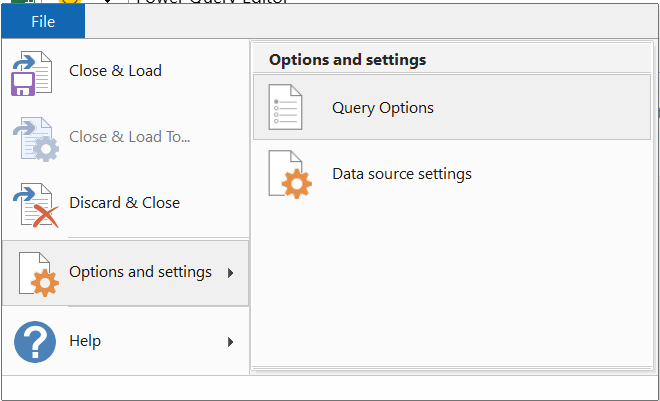 Power Query Editor
File
Close & Load
Close & Load To...
Discard & Close
Options and settings
Help
Options and settings
Query Options
Data source settings